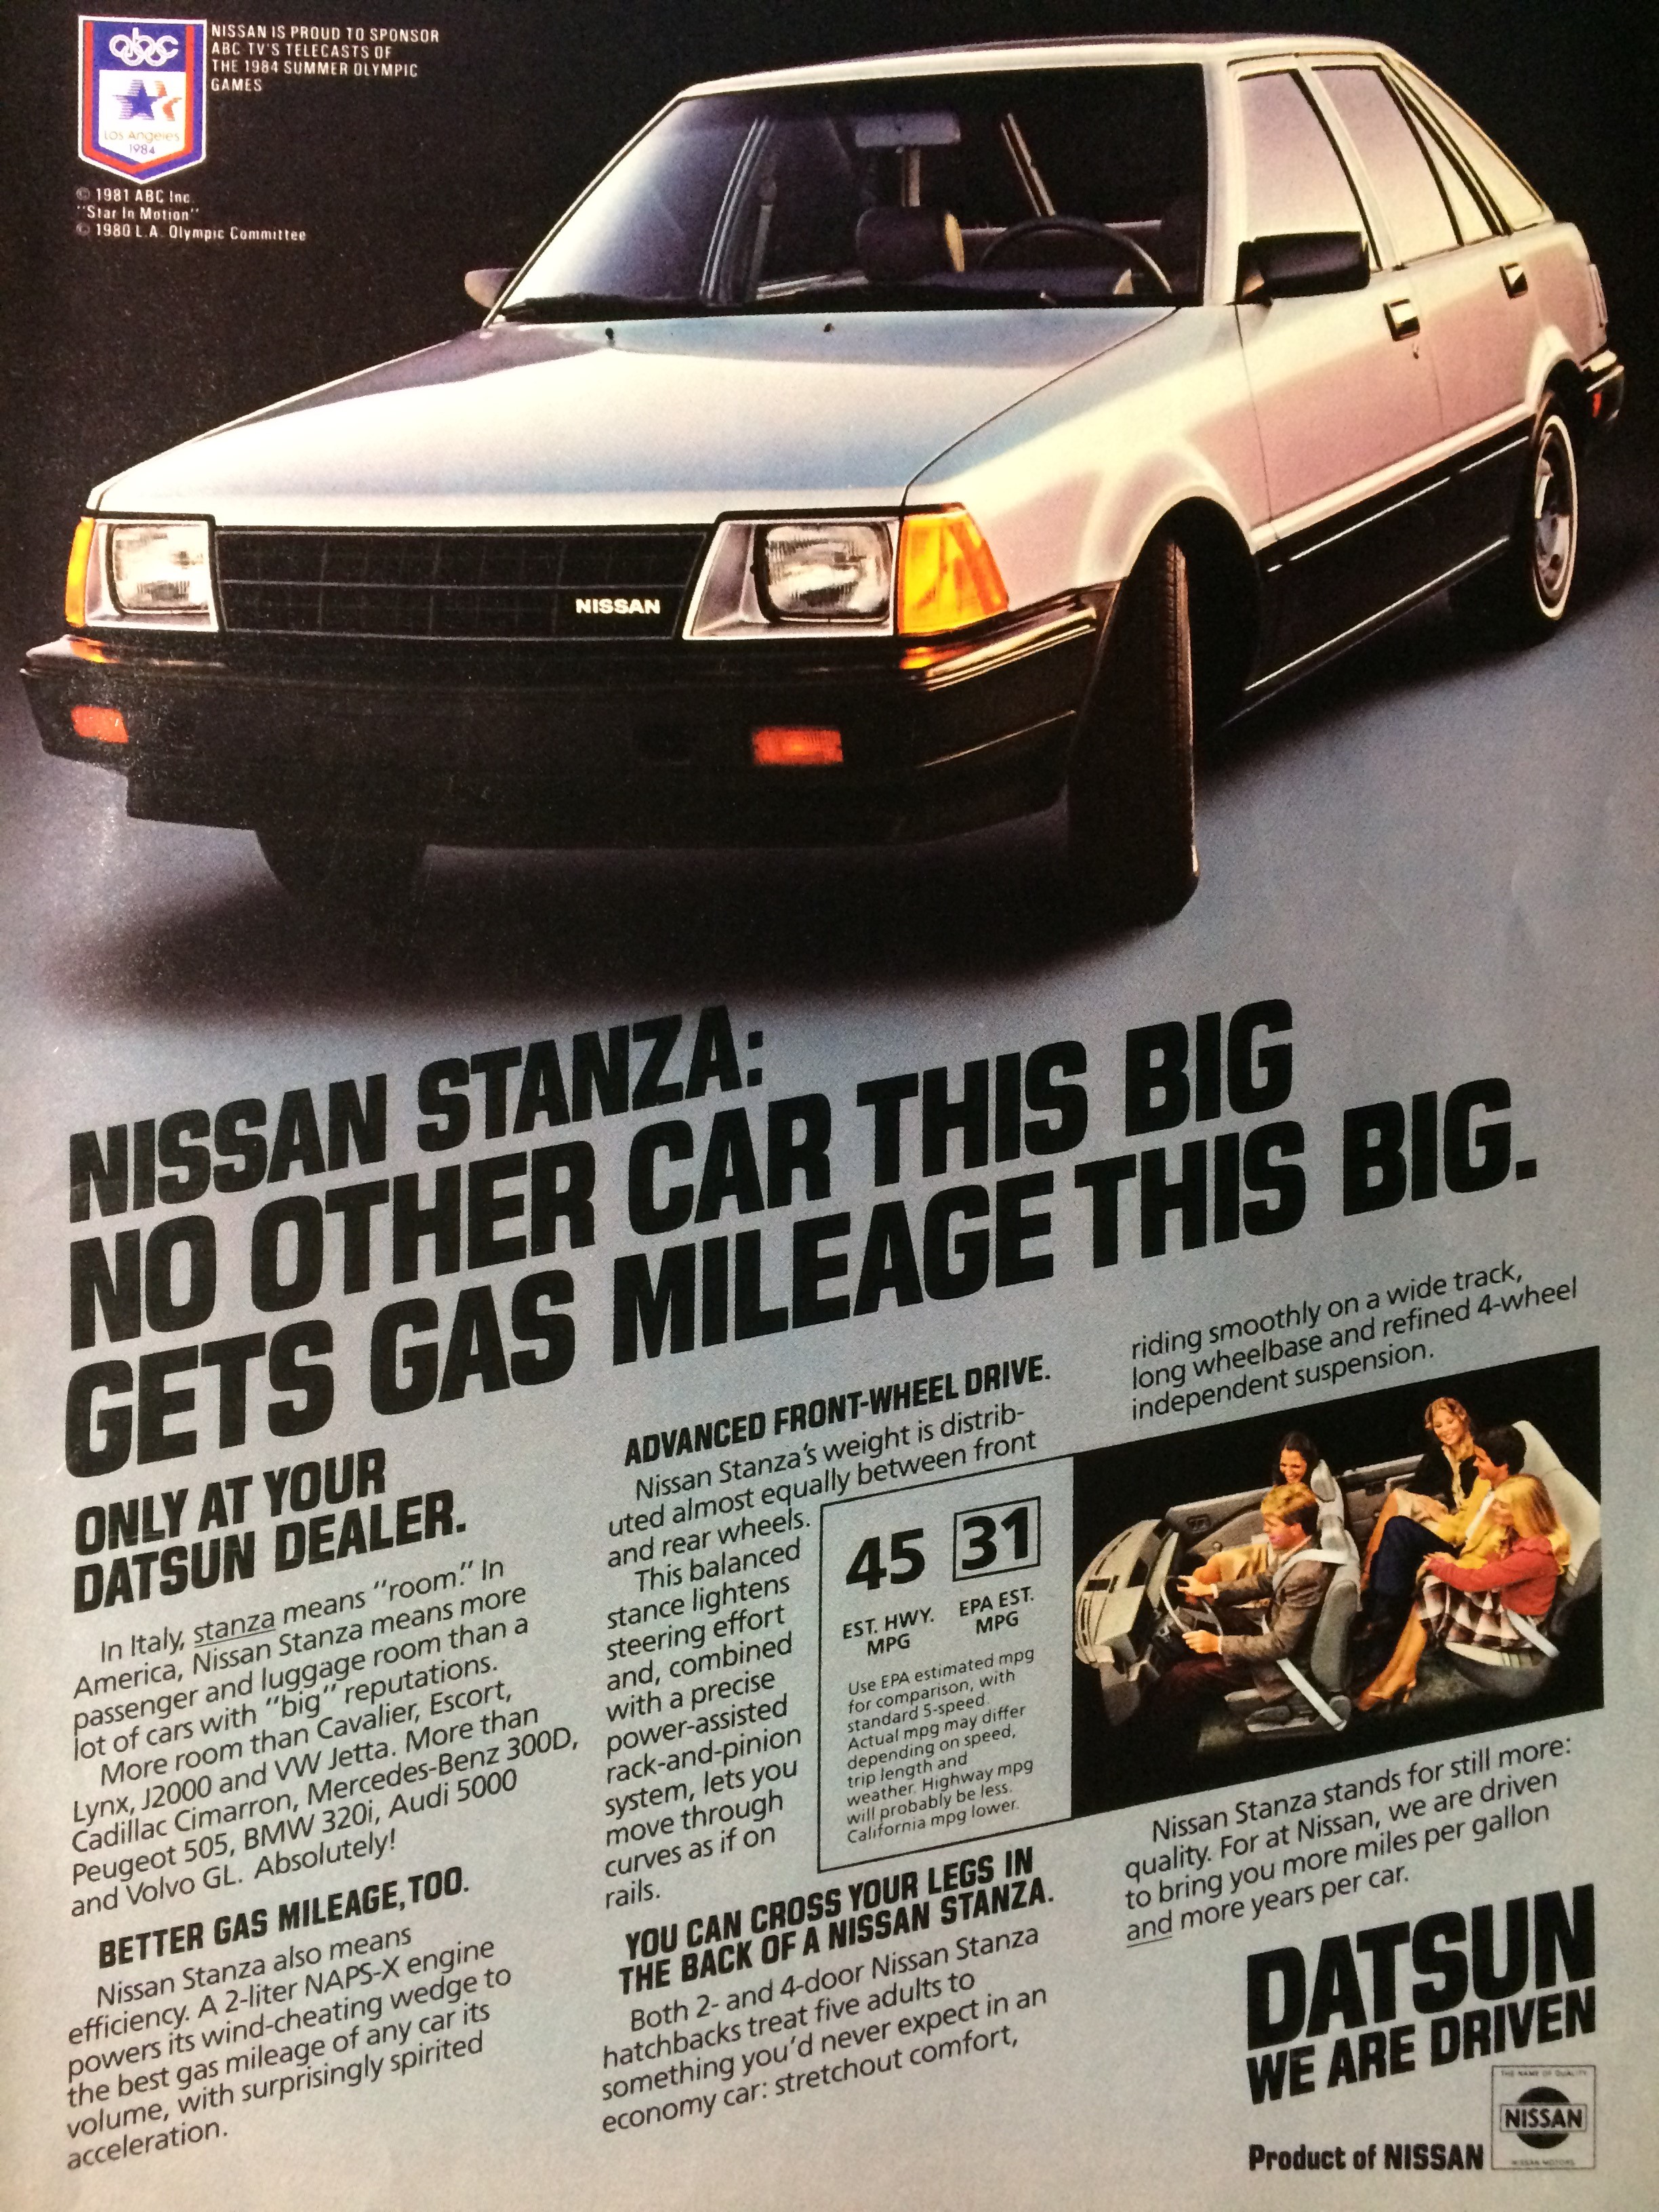 abc
Los Angeles
1984
NISSAN IS PROUD TO SPONSOR
ABC TV'S TELECASTS OF
THE 1984 SUMMER OLYMPIC
GAMES
© 1981 ABC Inc.
"Star In Motion"
© 1980 L.A. Olympic Committee
NISSAN
NISSAN STANZA:
NO OTHER CAR THIS BIG
GETS GAS MILEAGE THIS BIG.
ONLY AT YOUR
DATSUN DEALER.
In Italy, stanza means "room." In
America, Nissan Stanza means more
passenger and luggage room than a
lot of cars with "big" reputations.
More room than Cavalier, Escort,
Lynx, J2000 and VW Jetta. More than
Cadillac Cimarron, Mercedes-Benz 300D,
Peugeot 505, BMW 320i, Audi 5000
and Volvo GL. Absolutely!
BETTER GAS MILEAGE, TOO.
Nissan Stanza also means
efficiency. A 2-liter NAPS-X engine
powers its wind-cheating wedge to
the best gas mileage of any car its
volume, with surprisingly spirited
acceleration.
ADVANCED FRONT-WHEEL DRIVE.
Nissan Stanza's weight is distrib-
uted almost equally between front
and rear wheels.
This balanced
stance lightens
steering effort
and, combined
with a precise
power-assisted
rack-and-pinion
system, lets you
move through
curves as if on
rails.
45 31
EST. HWY. MPG
EPA EST. MPG
Use EPA estimated mpg
for comparison, with
standard 5-speed.
Actual mpg may differ
depending on speed,
trip length and
weather. Highway mpg
will probably be less.
California mpg lower.
YOU CAN CROSS YOUR LEGS IN
THE BACK OF A NISSAN STANZA.
Both 2- and 4-door Nissan Stanza
hatchbacks treat five adults to
something you'd never expect in an
economy car: stretchout comfort,
riding smoothly on a wide track,
long wheelbase and refined 4-wheel
independent suspension.
Nissan Stanza stands for still more:
quality. For at Nissan, we are driven
to bring you more miles per gallon
and more years per car.
DATSUN
WE ARE DRIVEN
Product of NISSAN
THE NAME OF QUALITY
NISSAN
NISSAN MOTORS